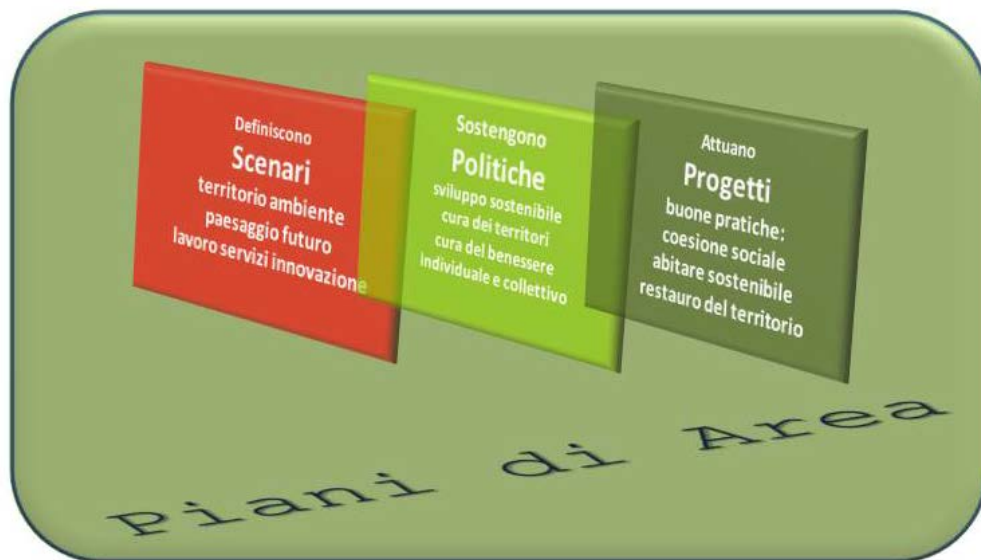 Definiscono
Scenari
territorio ambiente
paesaggio futuro
lavoro servizi innovazione
Sostengono
Politiche
sviluppo sostenibile
cura dei territori
cura del benessere
individuale e collettivo
Attuano
Progetti
buone pratiche:
coesione sociale
abitare sostenibile
restauro del territorio
Piani di Area